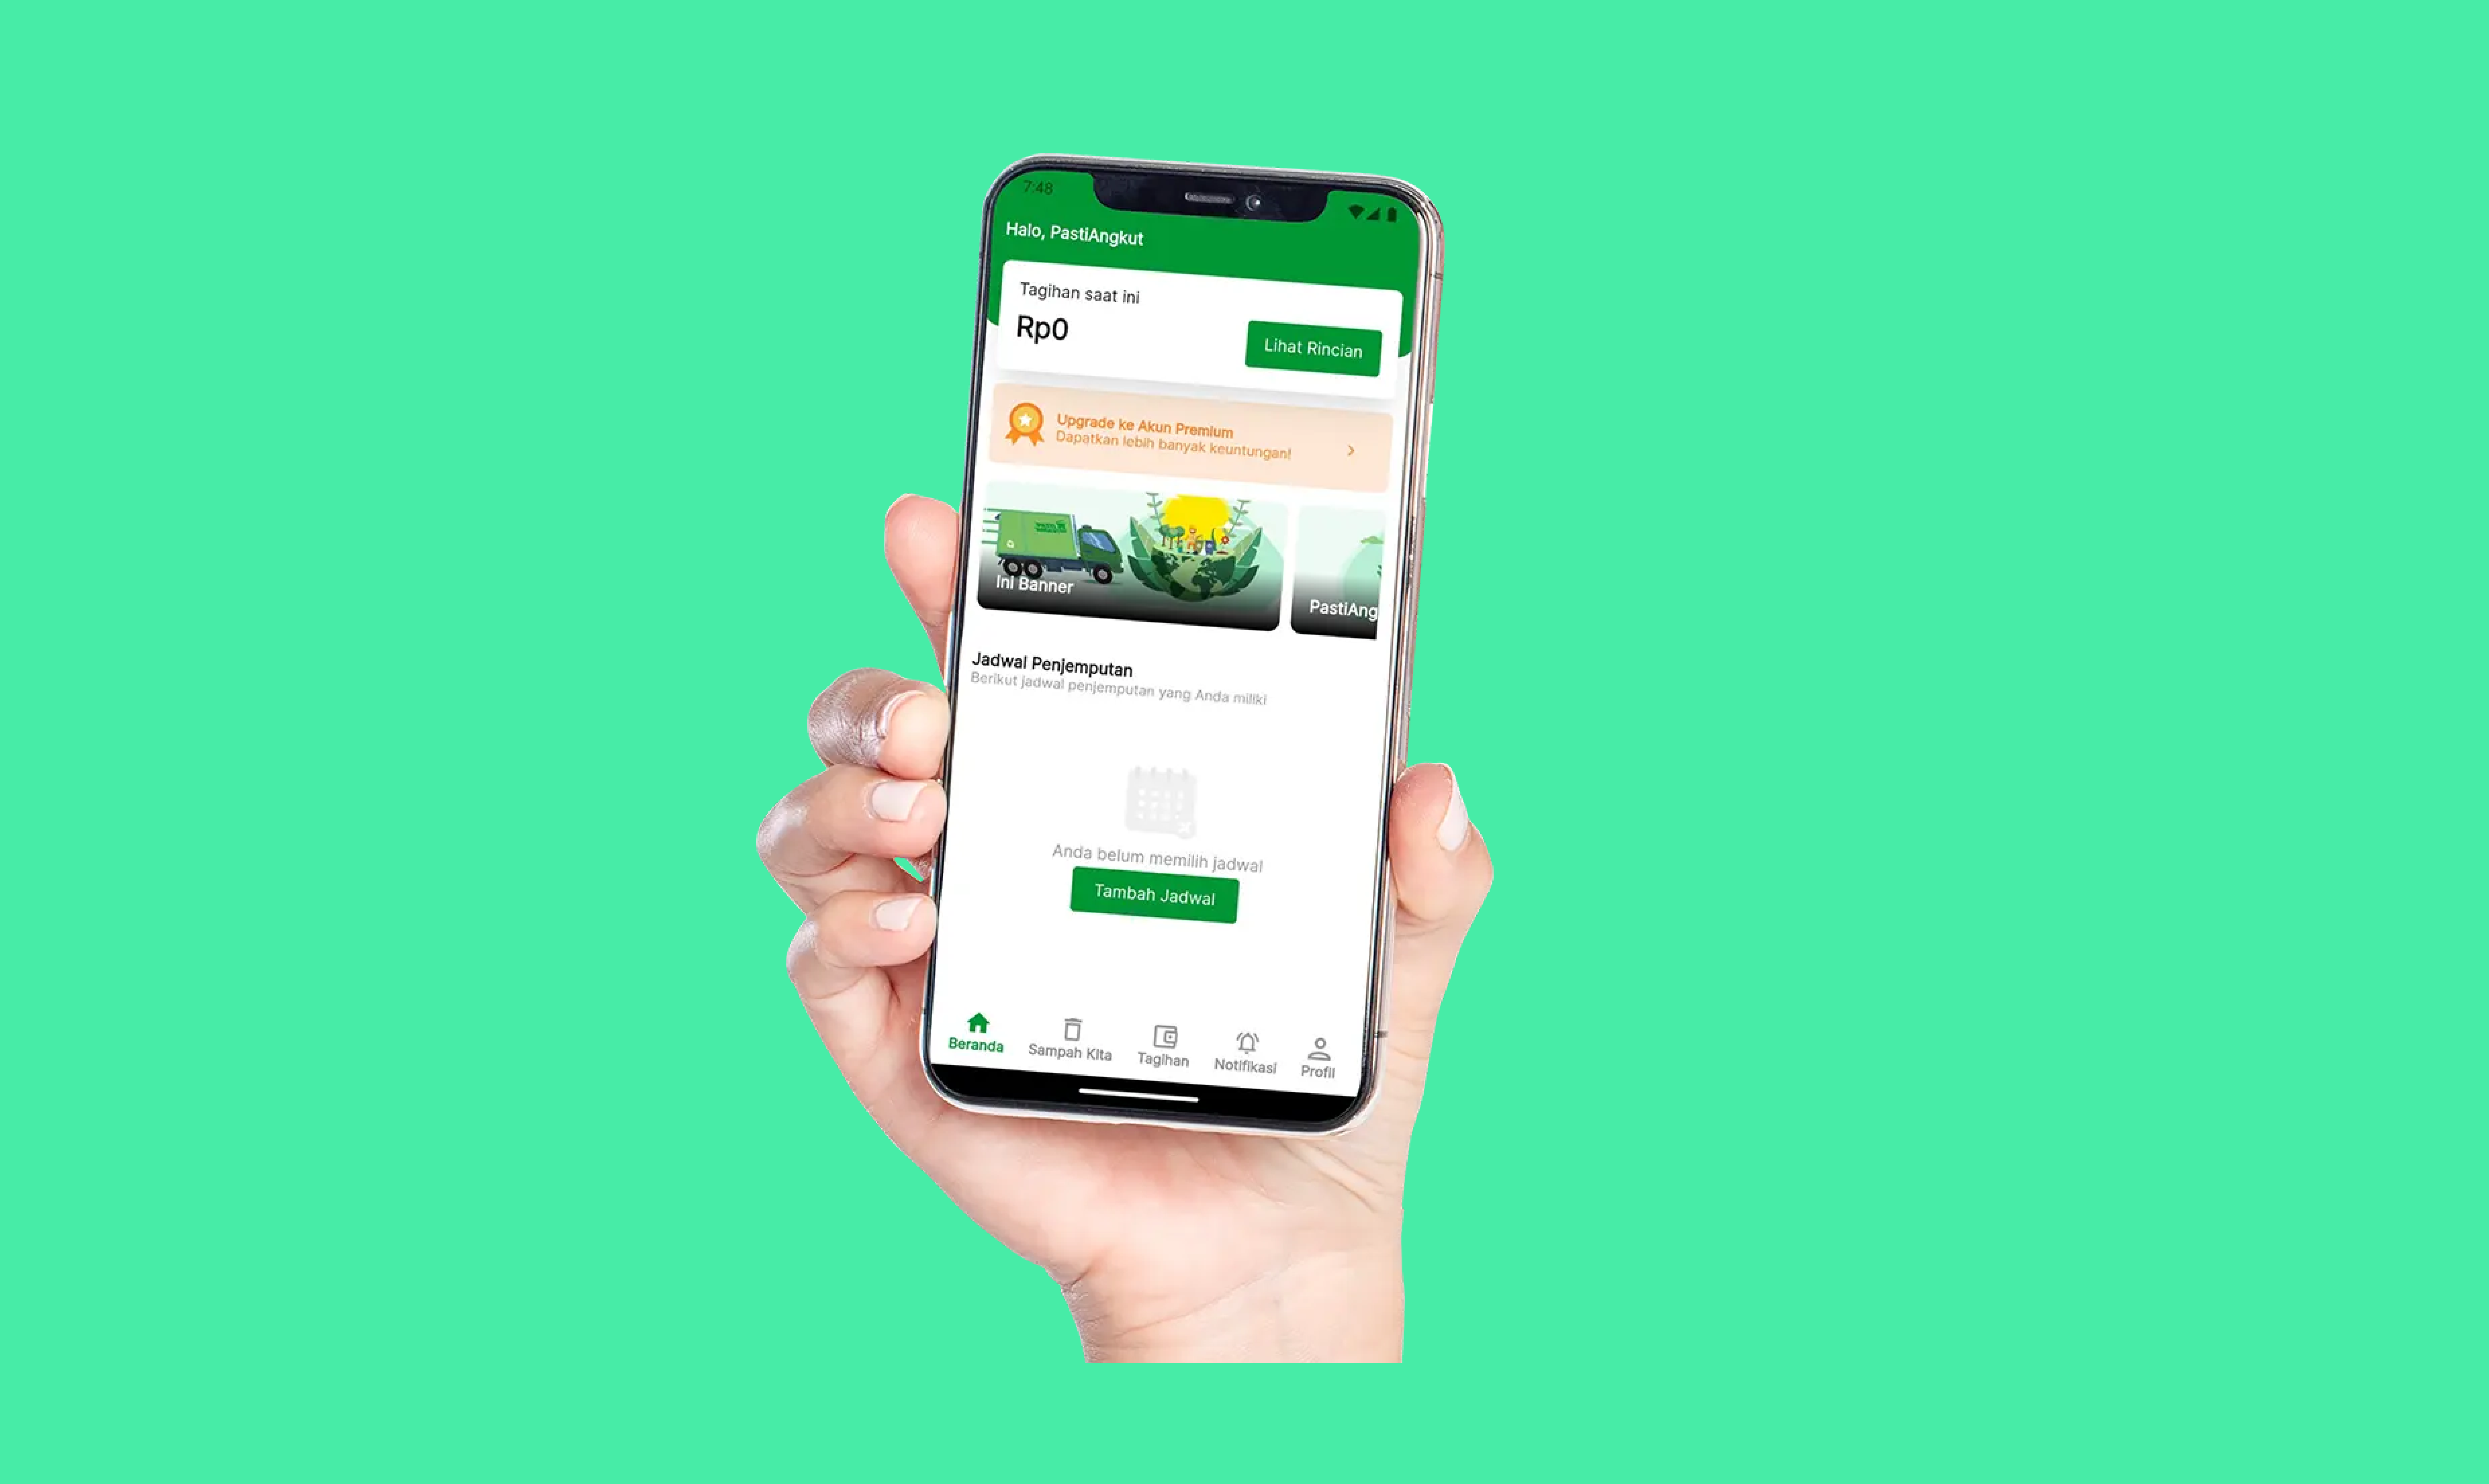 7:48
Halo, PastiAngkut
Tagihan saat ini
Rp0
Lihat Rincian
Upgrade ke Akun Premium
Dapatkan lebih banyak keuntungan!
Ini Banner
PastiAng
Jadwal Penjemputan
Berikut jadwal penjemputan yang Anda miliki
Anda belum memilih jadwal
Tambah Jadwal
Beranda
Sampah Kita
Tagihan
Notifikasi
Profil